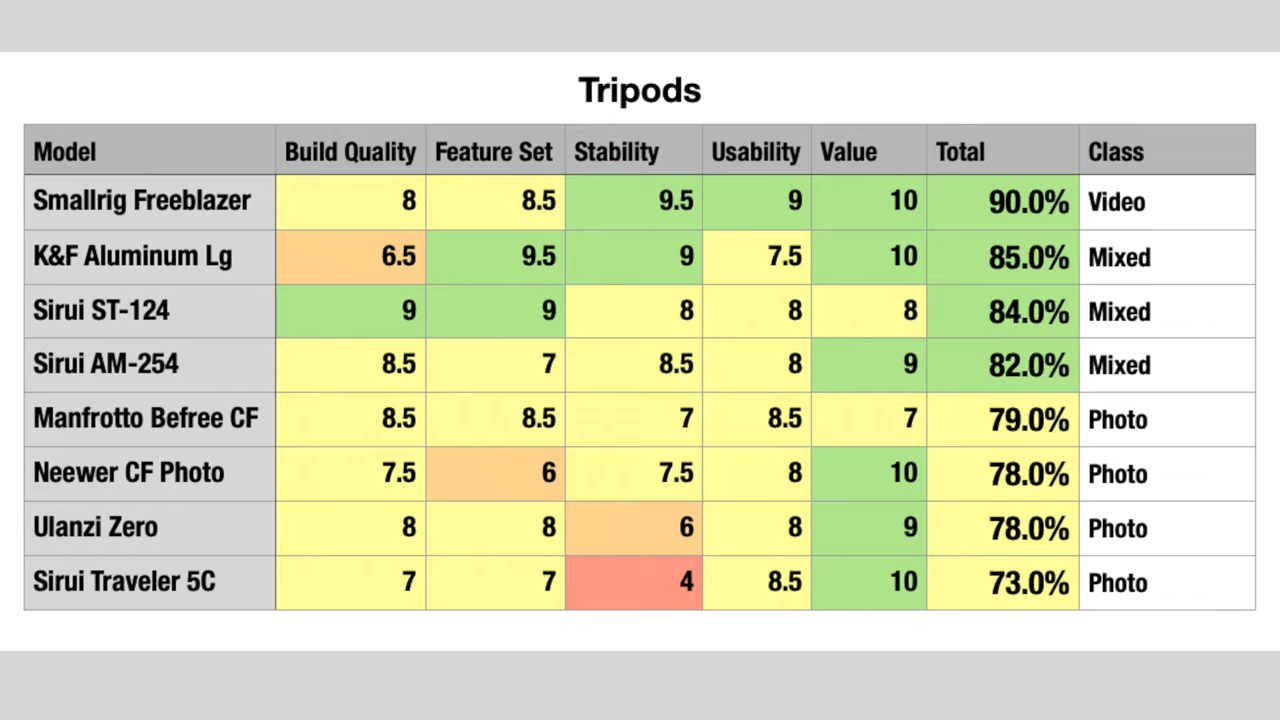 Tripods
Model Build Quality Feature Set Stability Usability Value Total Class
Smallrig Freeblazer 8 8.5 9.5 9 10 90.0% Video
K&F Aluminum Lg 6.5 9.5 9 7.5 10 85.0% Mixed
Sirui ST-124 9 9 8 8 8 84.0% Mixed
Sirui AM-254 8.5 7 8.5 8 9 82.0% Mixed
Manfrotto Befree CF 8.5 8.5 7 8.5 7 79.0% Photo
Neewer CF Photo 7.5 6 7.5 8 10 78.0% Photo
Ulanzi Zero 8 8 6 8 9 78.0% Photo
Sirui Traveler 5C 7 7 4 8.5 10 73.0% Photo